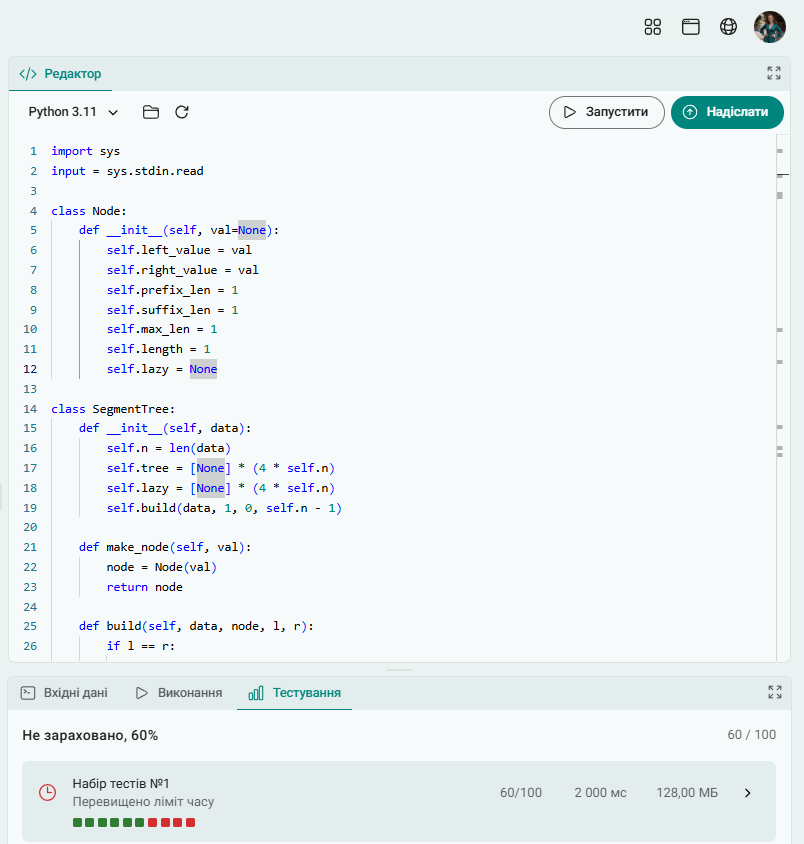 </> Редактор
Python 3.11
Запустити
Надіслати
1 import sys
2 input = sys.stdin.read
3
4 class Node:
5     def __init__(self, val=None):
6         self.left_value = val
7         self.right_value = val
8         self.prefix_len = 1
9         self.suffix_len = 1
10         self.max_len = 1
11         self.length = 1
12         self.lazy = None
13
14 class SegmentTree:
15     def __init__(self, data):
16         self.n = len(data)
17         self.tree = [None] * (4 * self.n)
18         self.lazy = [None] * (4 * self.n)
19         self.build(data, 1, 0, self.n - 1)
20
21     def make_node(self, val):
22         node = Node(val)
23         return node
24
25     def build(self, data, node, l, r):
26         if l == r:
Вхідні дані
Виконання
Тестування
Не зараховано, 60%
60 / 100
Набір тестів №1
Перевищено ліміт часу
60/100
2 000 мс
128,00 МБ